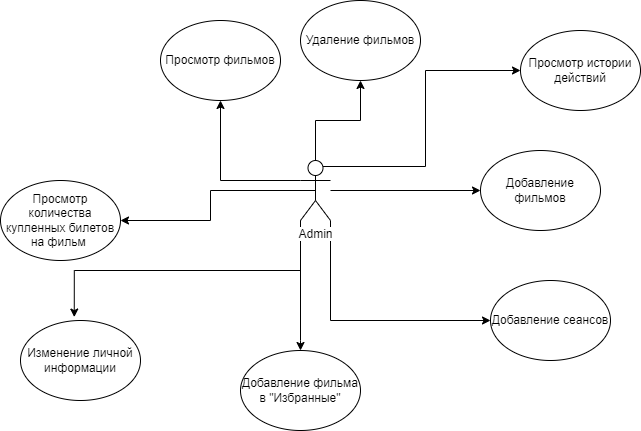 Удаление фильмов
Просмотр фильмов
Просмотр истории
действий
Добавление
фильмов
Просмотр
количества
купленных билетов
на фильм
Admin
Добавление сеансов
Изменение личной
информации
Добавление фильма
в "Избранные"